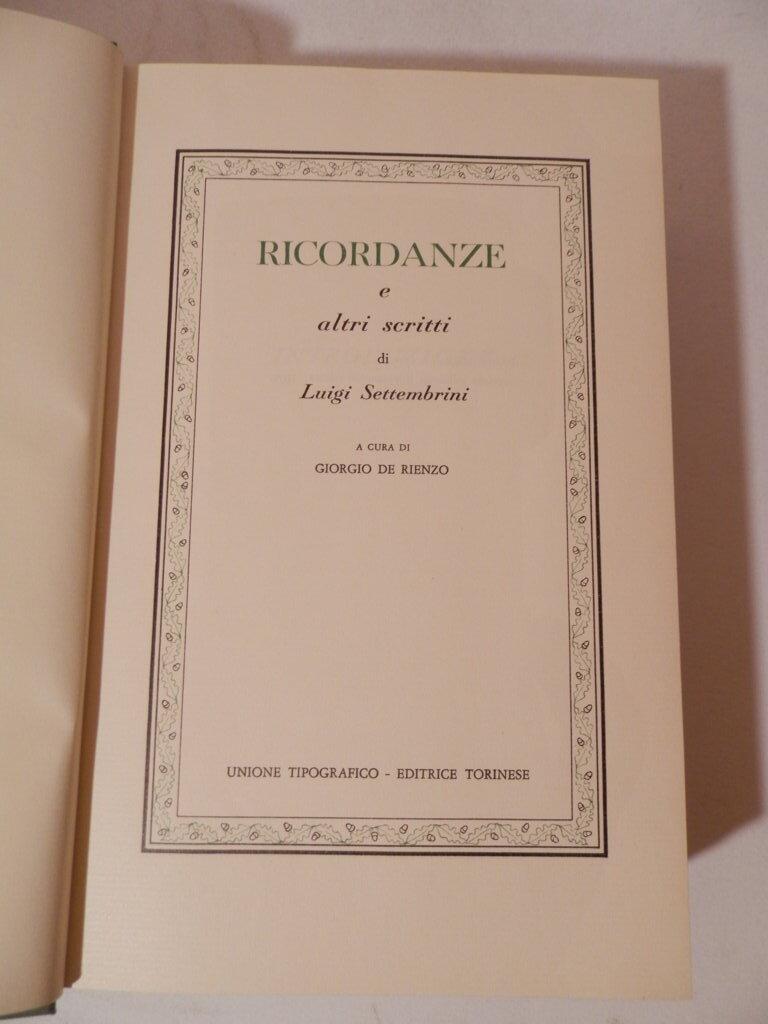 RICORDANZE
e
altri scritti
di
Luigi Settembrini
A CURA DI
GIORGIO DE RIENZO
UNIONE TIPOGRAFICO - EDITRICE TORINESE